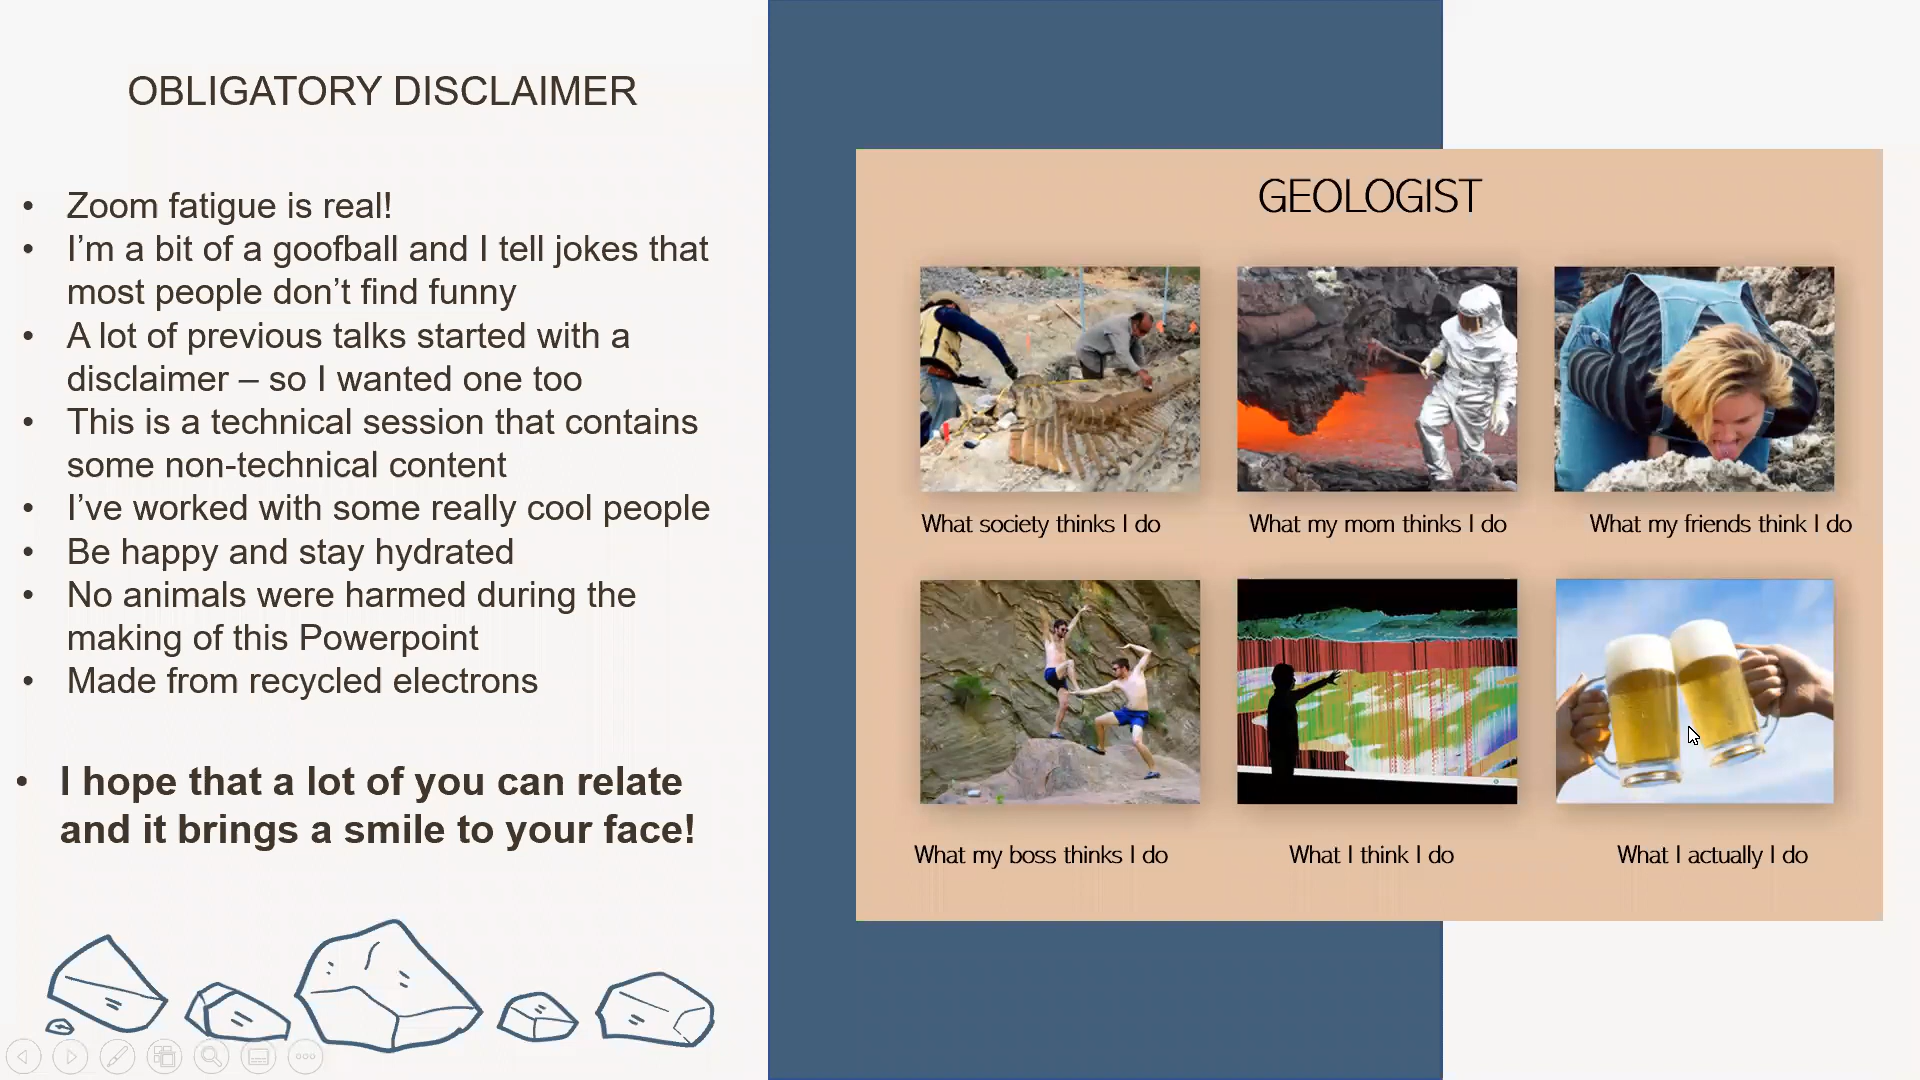 OBLIGATORY DISCLAIMER
• Zoom fatigue is real!
• I’m a bit of a goofball and I tell jokes that
most people don’t find funny
• A lot of previous talks started with a
disclaimer – so I wanted one too
• This is a technical session that contains
some non-technical content
• I’ve worked with some really cool people
• Be happy and stay hydrated
• No animals were harmed during the
making of this Powerpoint
• Made from recycled electrons
• I hope that a lot of you can relate
and it brings a smile to your face!
GEOLOGIST
What society thinks I do
What my mom thinks I do
What my friends think I do
What my boss thinks I do
What I think I do
What I actually I do